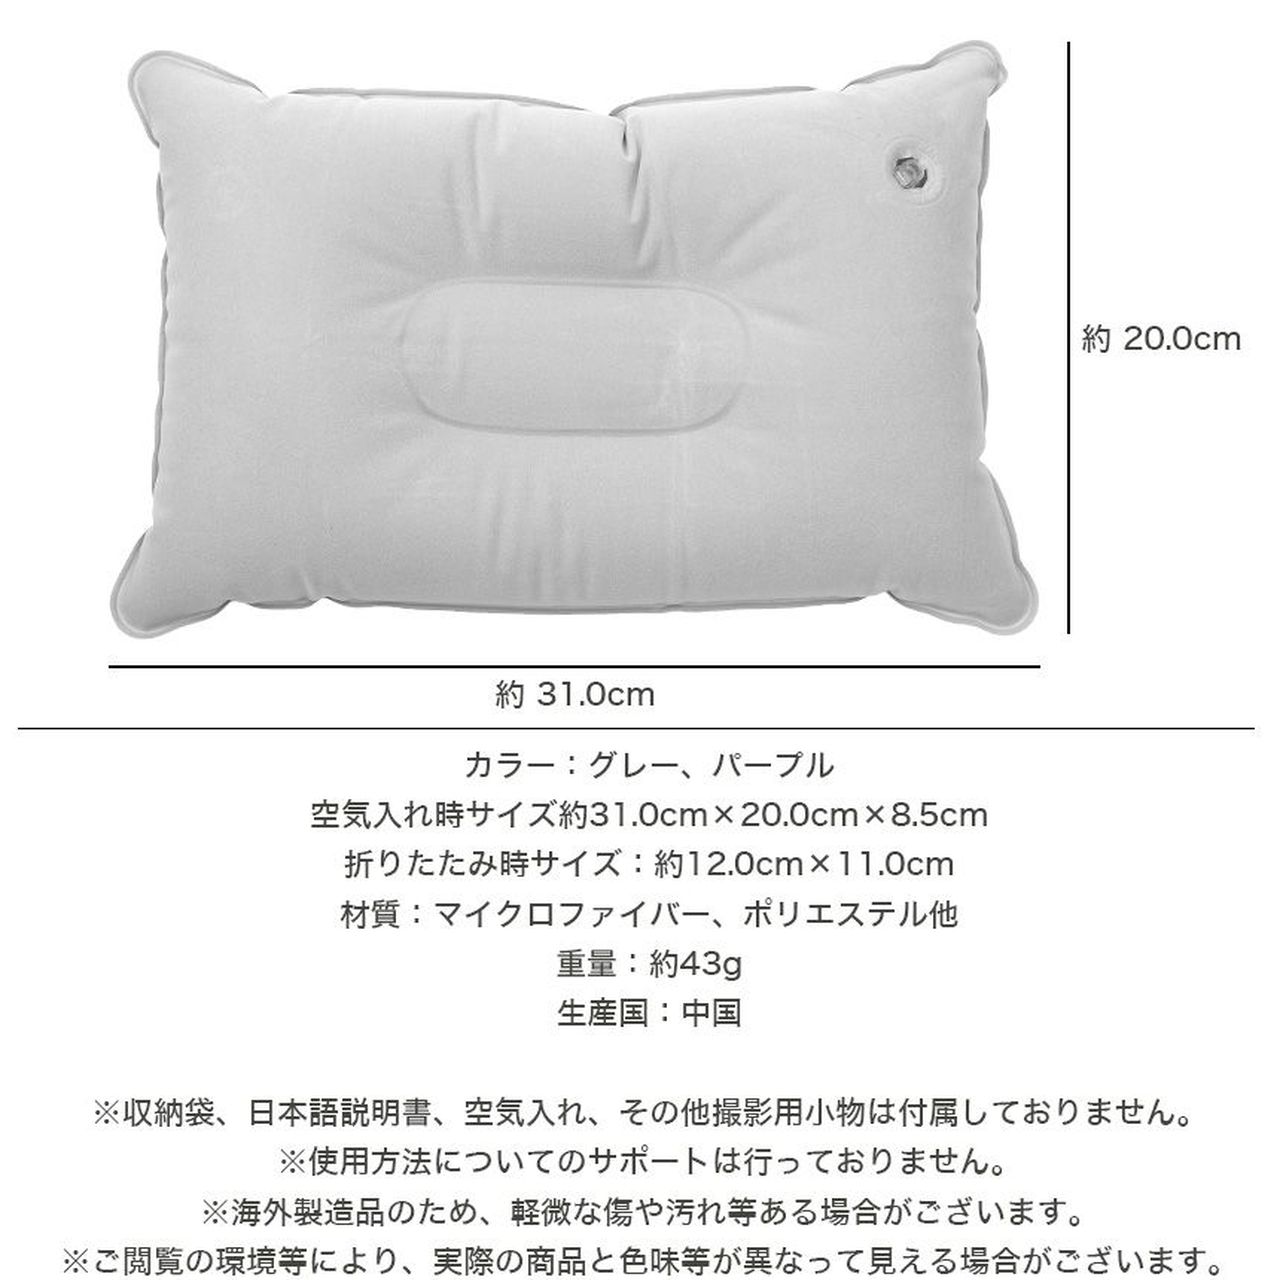 約 20.0cm
約 31.0cm
カラー：グレー、パープル
空気入れ時サイズ約31.0cm×20.0cm×8.5cm
折りたたみ時サイズ：約12.0cm×11.0cm
材質：マイクロファイバー、ポリエステル他
重量：約43g
生産国：中国
※収納袋、日本語説明書、空気入れ、その他撮影用小物は付属しておりません。
※使用方法についてのサポートは行っておりません。
※海外製造品のため、軽微な傷や汚れ等ある場合がございます。
※ご閲覧の環境等により、実際の商品と色味等が異なって見える場合がございます。